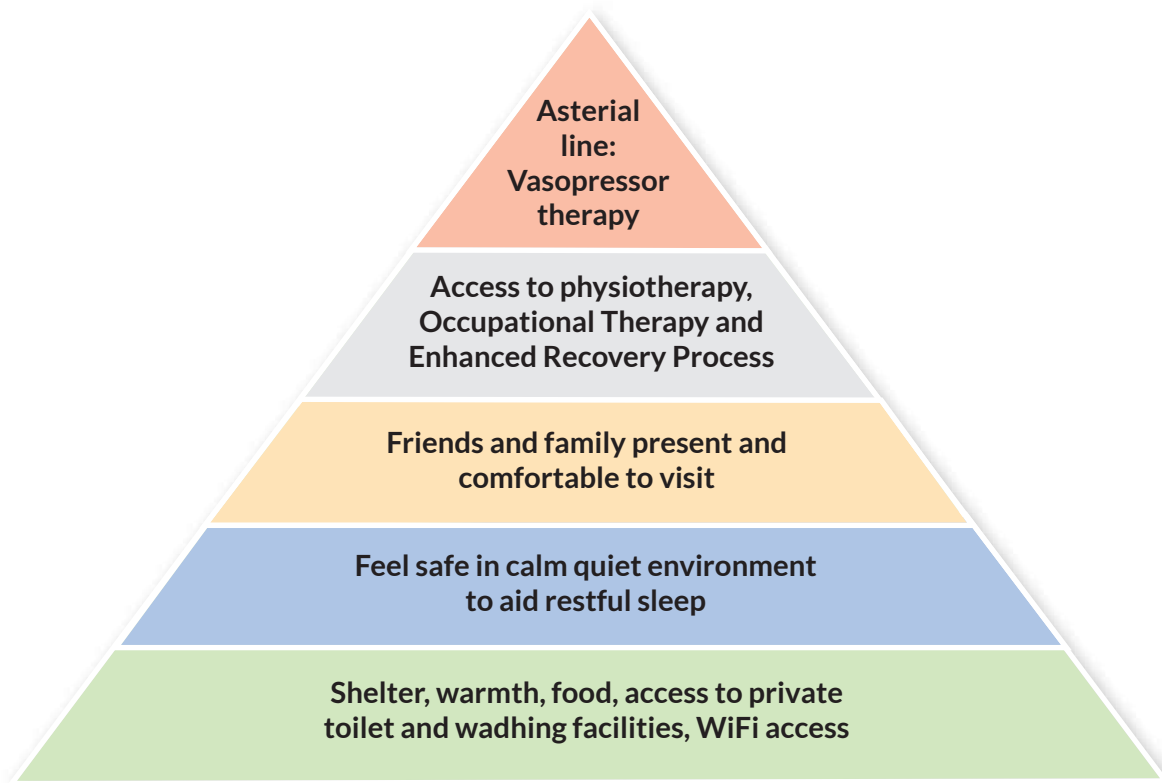 Asterial
line:
Vasopressor
therapy
Access to physiotherapy,
Occupational Therapy and
Enhanced Recovery Process
Friends and family present and
comfortable to visit
Feel safe in calm quiet environment
to aid restful sleep
Shelter, warmth, food, access to private
toilet and wadhing facilities, WiFi access